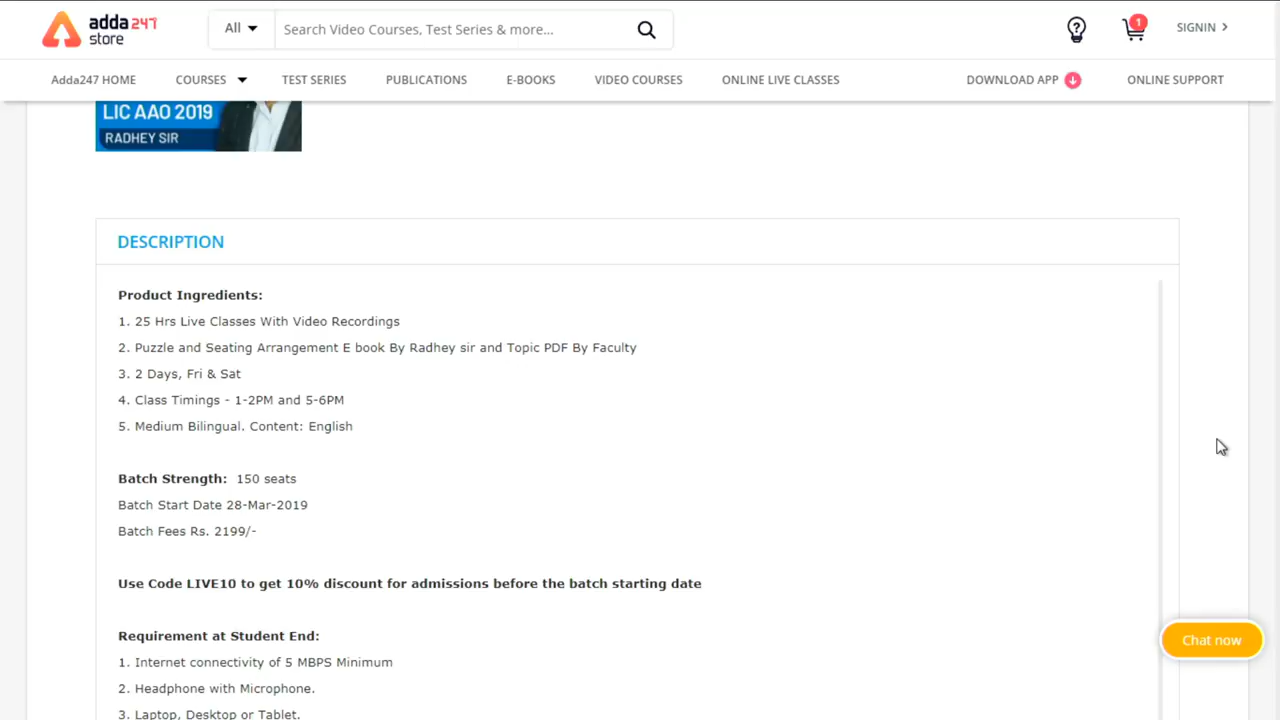 adda 247
store
All
Search Video Courses, Test Series & more...
1
SIGNIN
Adda247 HOME
COURSES
TEST SERIES
PUBLICATIONS
E-BOOKS
VIDEO COURSES
ONLINE LIVE CLASSES
DOWNLOAD APP
ONLINE SUPPORT
LIC AAO 2019
RADHEY SIR
DESCRIPTION
Product Ingredients:
1. 25 Hrs Live Classes With Video Recordings
2. Puzzle and Seating Arrangement E book By Radhey sir and Topic PDF By Faculty
3. 2 Days, Fri & Sat
4. Class Timings - 1-2PM and 5-6PM
5. Medium Bilingual. Content: English
Batch Strength: 150 seats
Batch Start Date 28-Mar-2019
Batch Fees Rs. 2199/-
Use Code LIVE10 to get 10% discount for admissions before the batch starting date
Requirement at Student End:
1. Internet connectivity of 5 MBPS Minimum
2. Headphone with Microphone.
3. Laptop, Desktop or Tablet.
Chat now